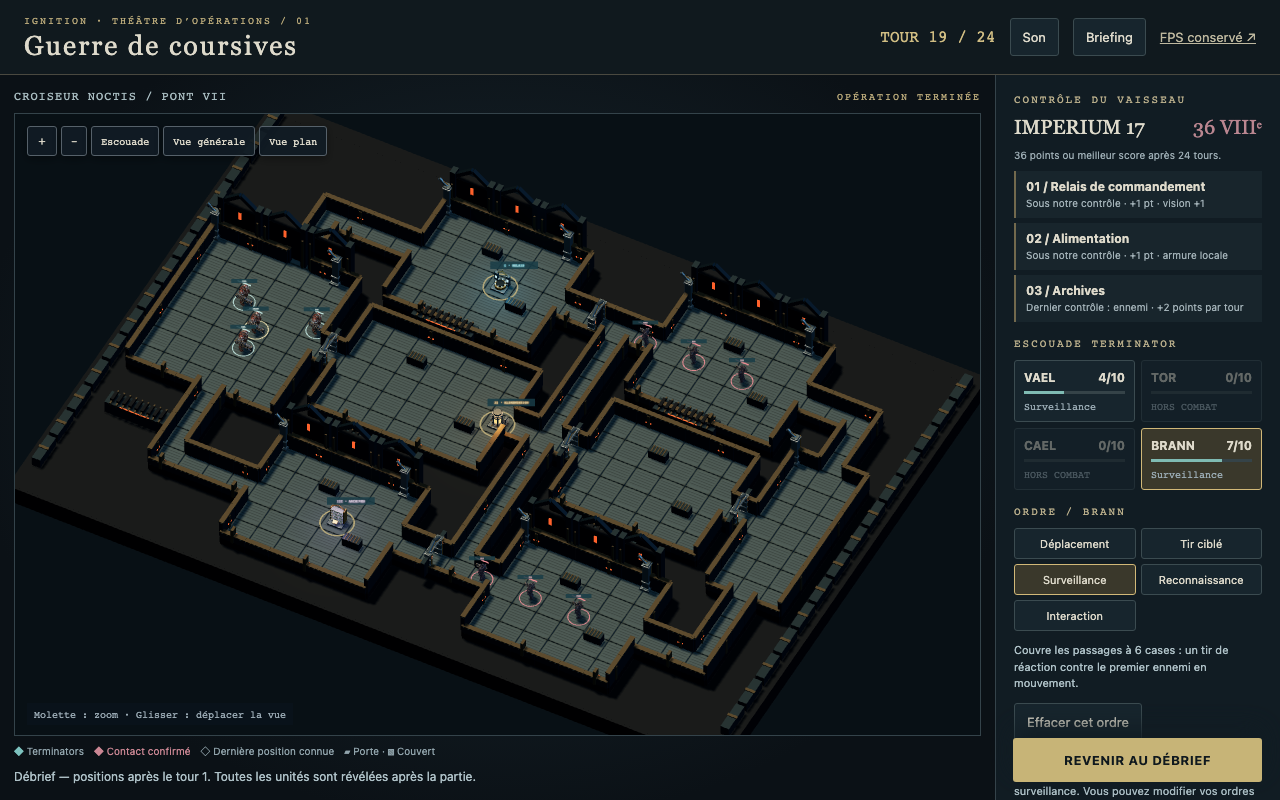 IGNITION · THÉÂTRE D’OPÉRATIONS / 01
Guerre de coursives
TOUR 19 / 24
Son
Briefing
FPS conservé ↗
CROISEUR NOCTIS / PONT VII
OPÉRATION TERMINÉE
+
−
Escouade
Vue générale
Vue plan
Molette : zoom · Glisser : déplacer la vue
Terminators
Contact confirmé
Dernière position connue
Porte · Couvert
Débrief — positions après le tour 1. Toutes les unités sont révélées après la partie.
CONTRÔLE DU VAISSEAU
IMPERIUM 17
36 VIIIe
36 points ou meilleur score après 24 tours.
01 / Relais de commandement
Sous notre contrôle · +1 pt · vision +1
02 / Alimentation
Sous notre contrôle · +1 pt · armure locale
03 / Archives
Dernier contrôle : ennemi · +2 points par tour
ESCOUADE TERMINATOR
VAEL 4/10
Surveillance
TOR 0/10
HORS COMBAT
CAEL 0/10
HORS COMBAT
BRANN 7/10
Surveillance
ORDRE / BRANN
Déplacement
Tir ciblé
Surveillance
Reconnaissance
Interaction
Couvre les passages à 6 cases : un tir de
réaction contre le premier ennemi en
mouvement.
Effacer cet ordre
REVENIR AU DÉBRIEF
surveillance. Vous pouvez modifier vos ordres